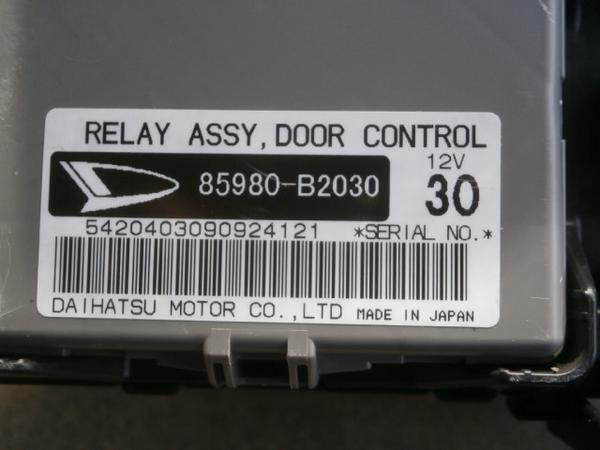 RELAY ASSY, DOOR CONTROL
85980-B2030
12V
30
5420403090924121 *SERIAL NO.*
DAIHATSU MOTOR CO.,LTD MADE IN JAPAN